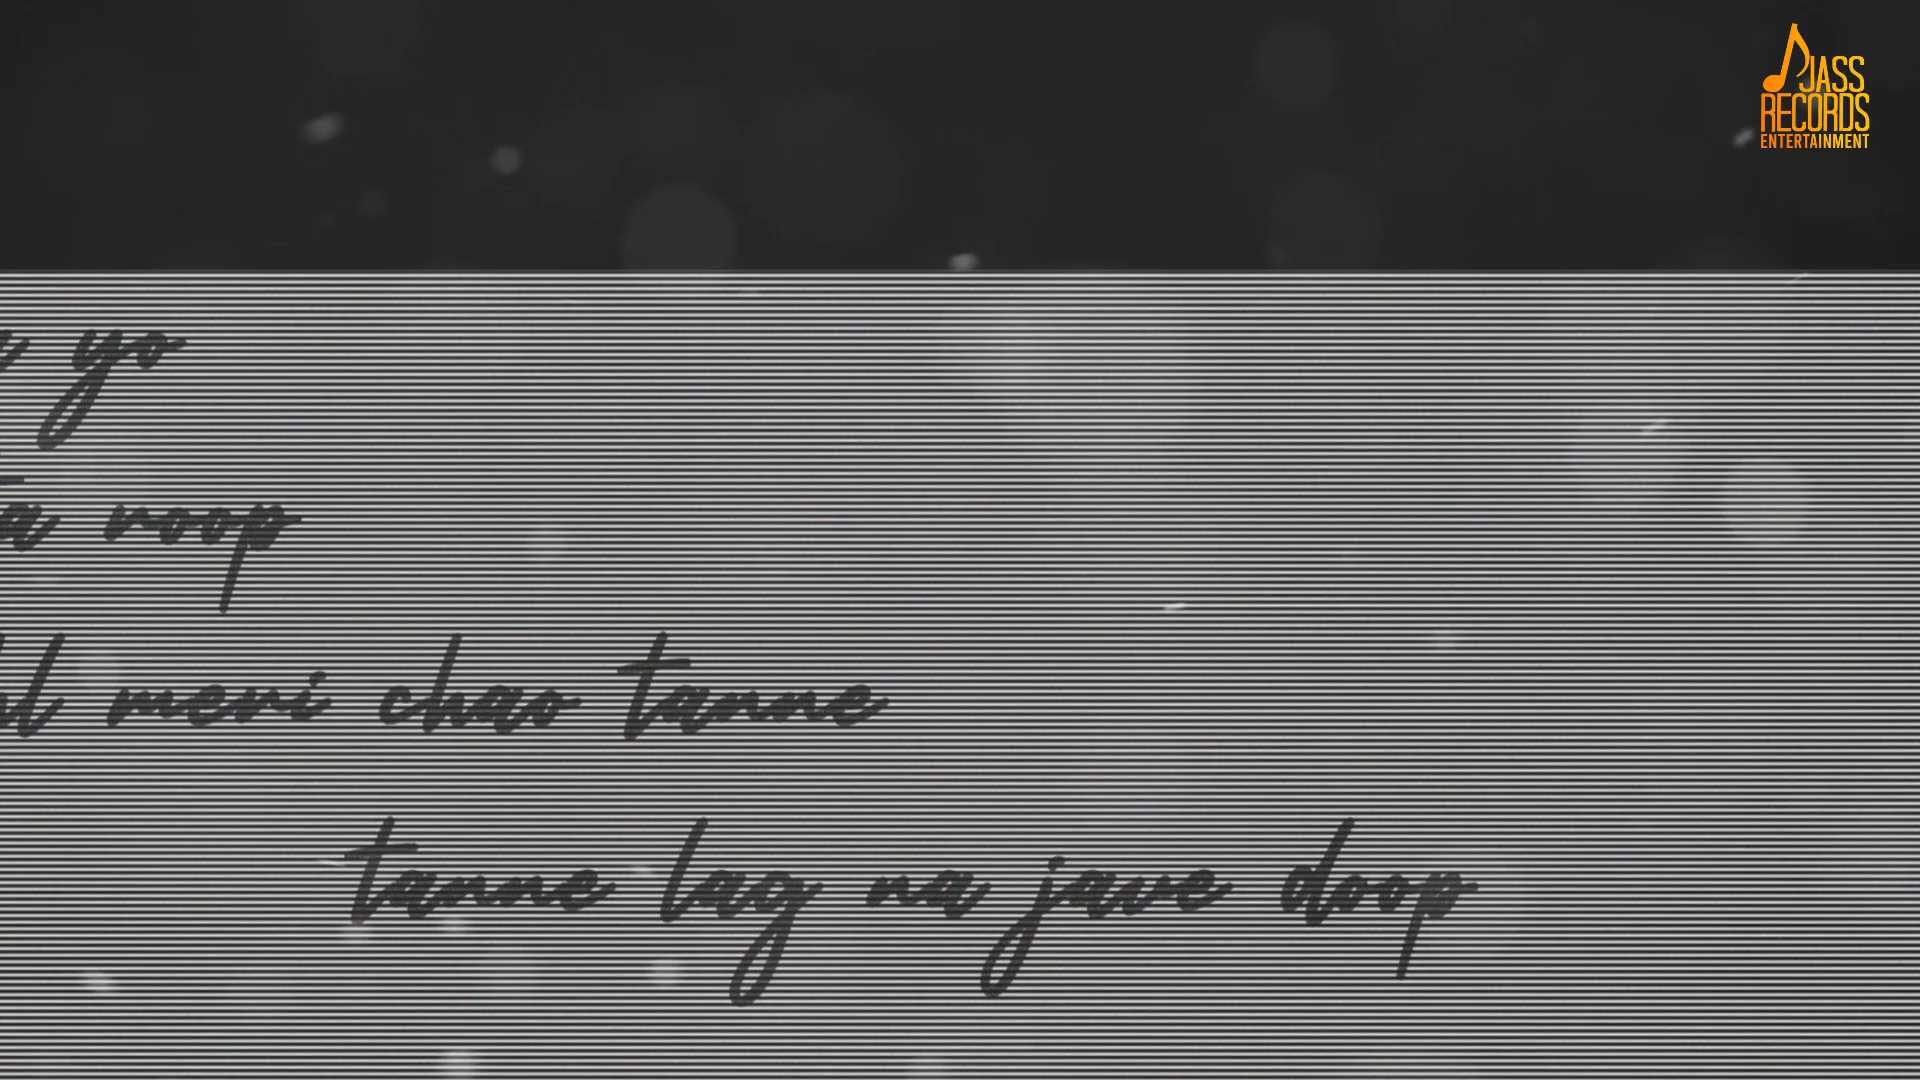 JASS
RECORDS
ENTERTAINMENT
yo
roop
meri chao tanne
tanne lag na jave doop